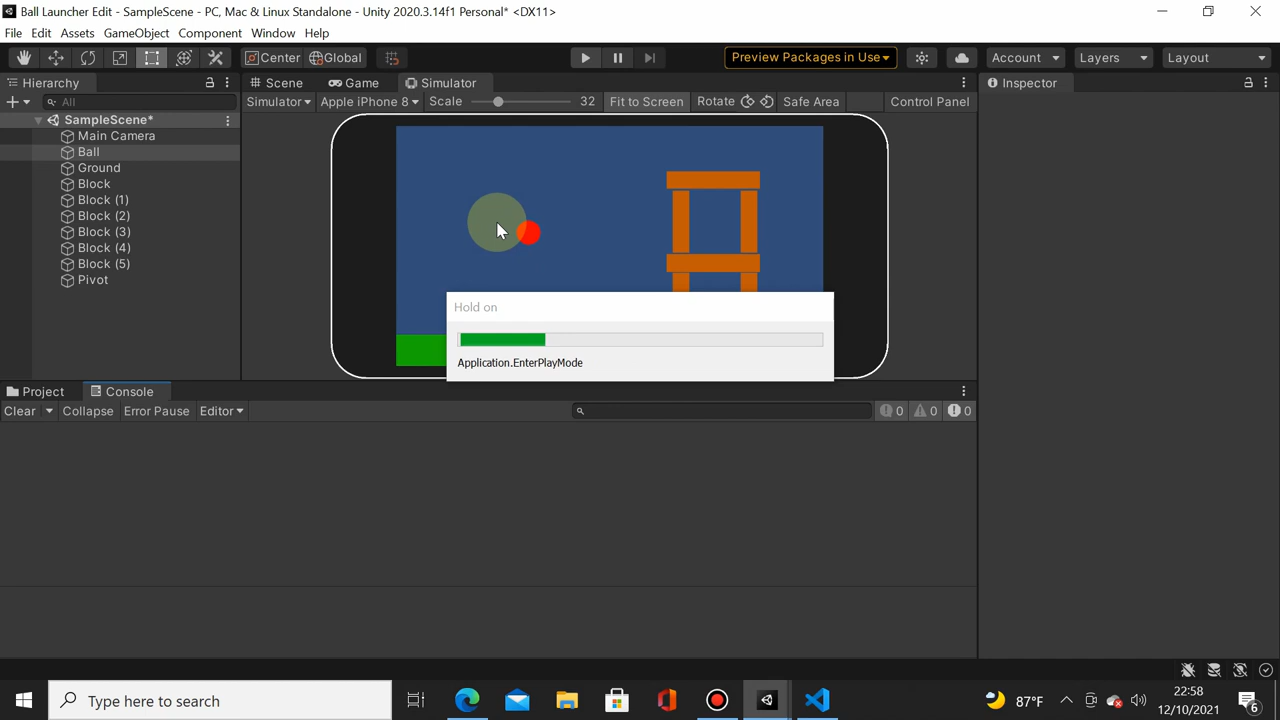 Ball Launcher Edit - SampleScene - PC, Mac & Linux Standalone - Unity 2020.3.14f1 Personal* <DX11>
File Edit Assets GameObject Component Window Help
Center Global Preview Packages in Use Account Layers Layout
Hierarchy Scene Game Simulator Inspector
All Simulator Apple iPhone 8 Scale 32 Fit to Screen Rotate Safe Area Control Panel
SampleScene*
Main Camera
Ball
Ground
Block
Block (1)
Block (2)
Block (3)
Block (4)
Block (5)
Pivot
Hold on
Application.EnterPlayMode
Project Console
Clear Collapse Error Pause Editor 0 0 0
Type here to search
87°F
22:58
12/10/2021
6